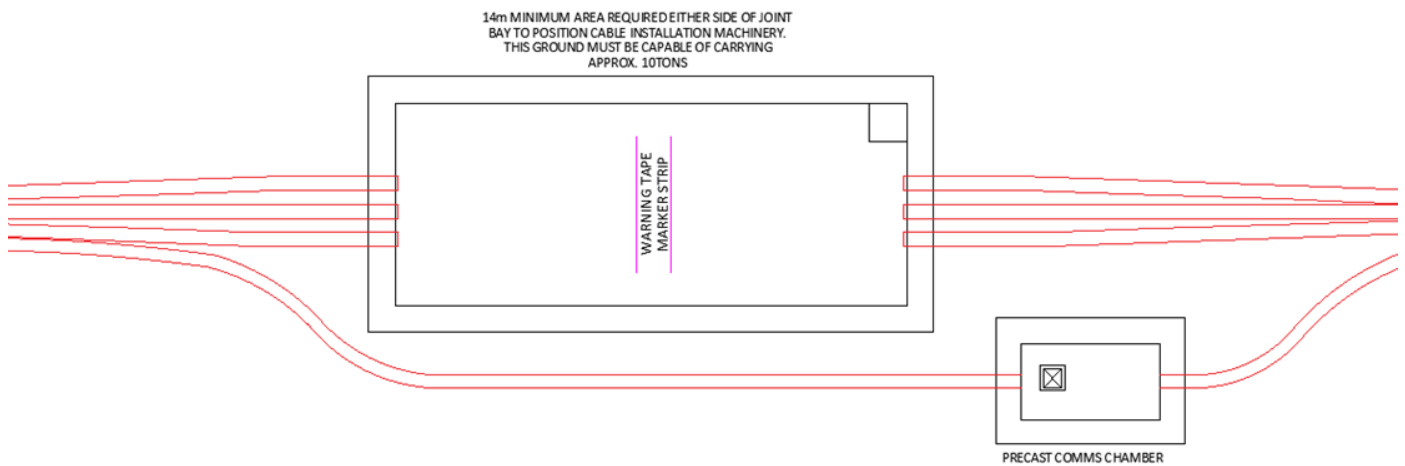 14m MINIMUM AREA REQUIRED EITHER SIDE OF JOINT
BAY TO POSITION CABLE INSTALLATION MACHINERY.
THIS GROUND MUST BE CAPABLE OF CARRYING
APPROX. 10TONS
WARNING TAPE
MARKER STRIP
PRECAST COMMS CHAMBER